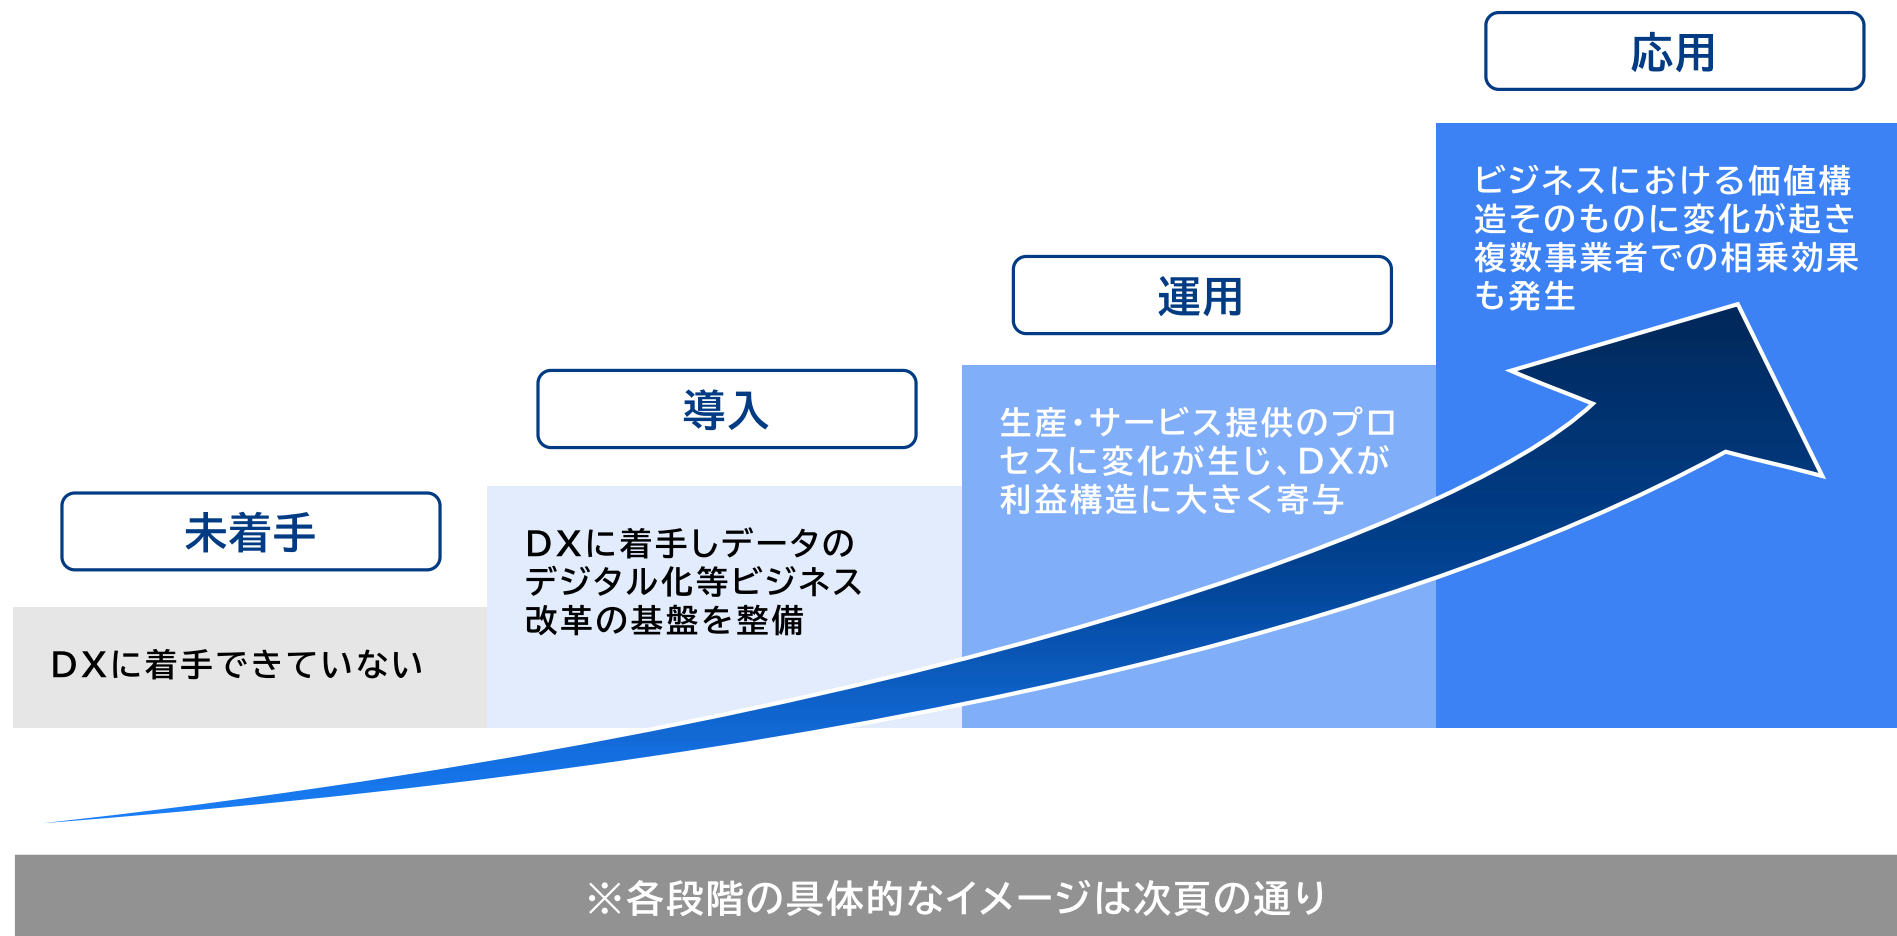 未着手
DXに着手できていない
導入
DXに着手しデータの
デジタル化等ビジネス
改革の基盤を整備
運用
生産・サービス提供のプロ
セスに変化が生じ、DXが
利益構造に大きく寄与
応用
ビジネスにおける価値構
造そのものに変化が起き
複数事業者での相乗効果
も発生
※各段階の具体的なイメージは次頁の通り